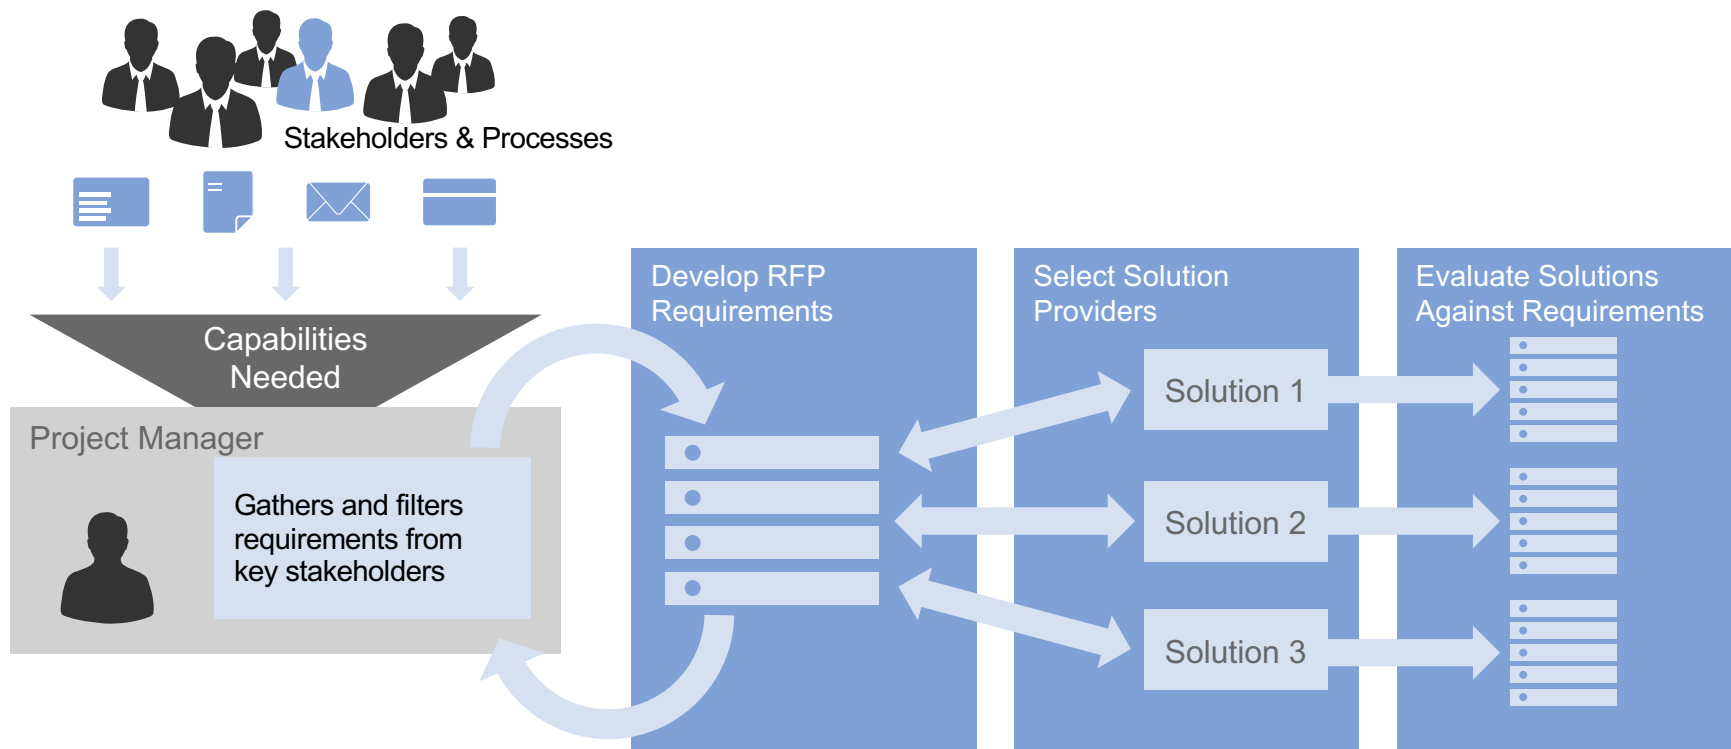 Stakeholders & Processes
Capabilities
Needed
Project Manager
Gathers and filters
requirements from
key stakeholders
Develop RFP
Requirements
Select Solution
Providers
Solution 1
Solution 2
Solution 3
Evaluate Solutions
Against Requirements